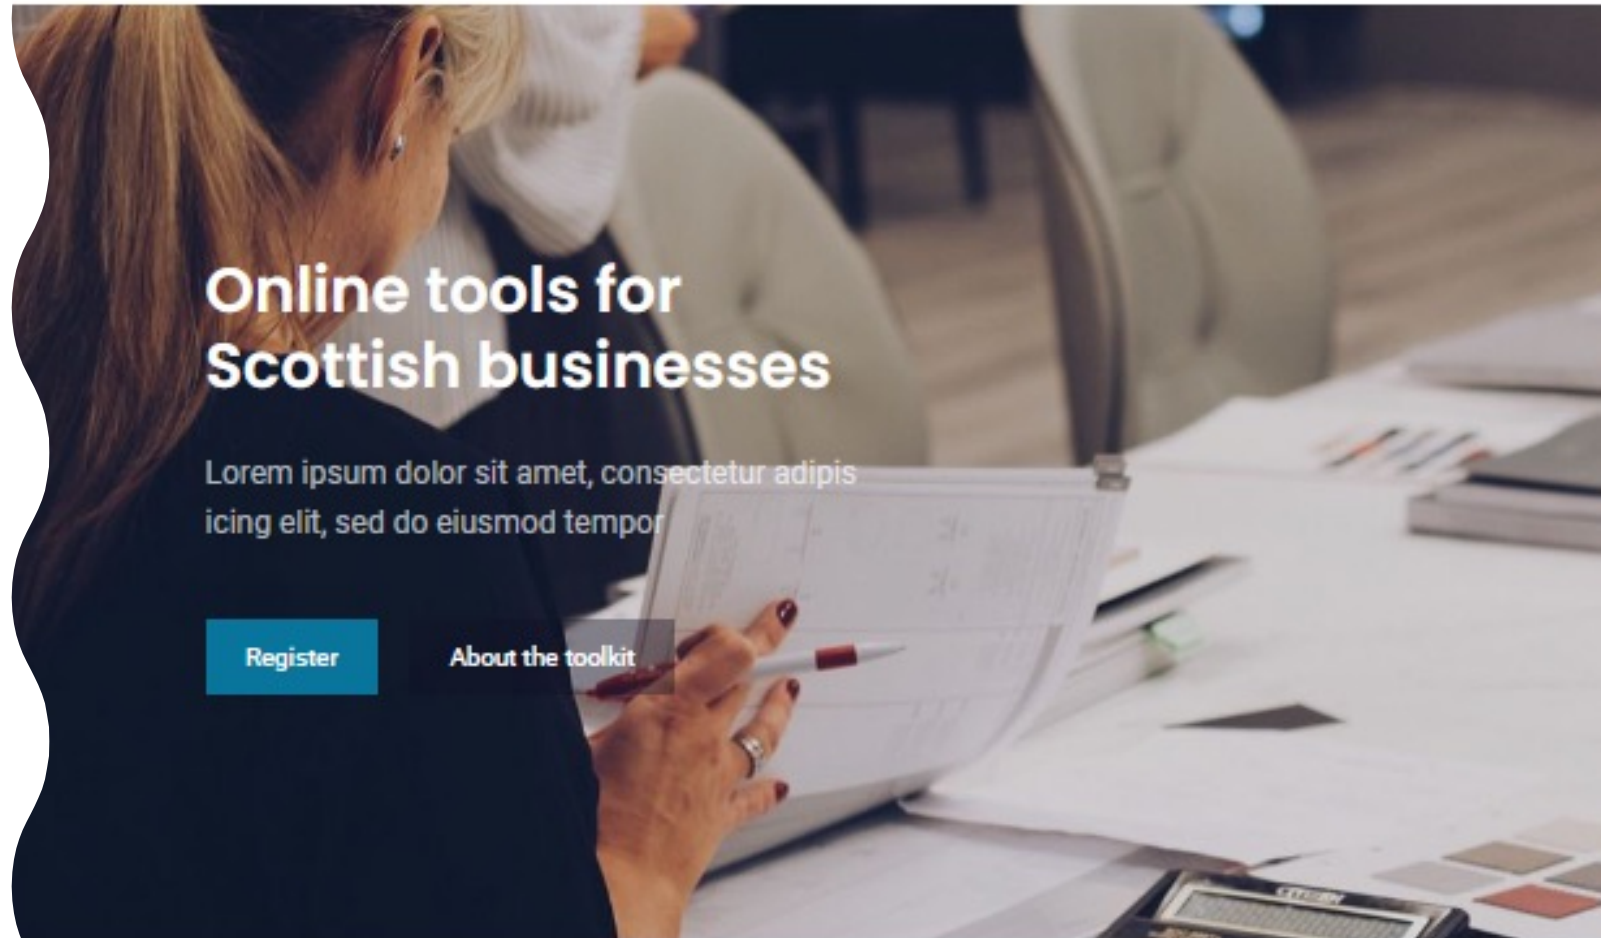 Online tools for
Scottish businesses
Lorem ipsum dolor sit amet, consectetur adipis
icing elit, sed do eiusmod tempor
Register
About the toolkit
CITIZEN